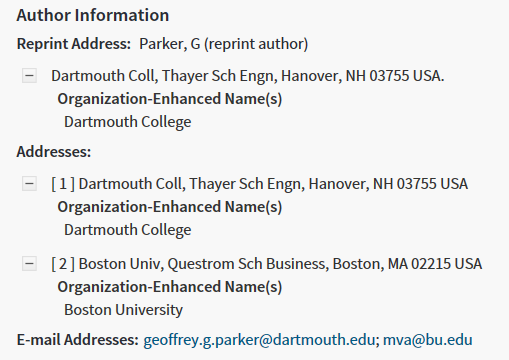 Author Information
Reprint Address: Parker, G (reprint author)
Dartmouth Coll, Thayer Sch Engn, Hanover, NH 03755 USA.
Organization-Enhanced Name(s)
Dartmouth College
Addresses:
[ 1 ] Dartmouth Coll, Thayer Sch Engn, Hanover, NH 03755 USA
Organization-Enhanced Name(s)
Dartmouth College
[ 2 ] Boston Univ, Questrom Sch Business, Boston, MA 02215 USA
Organization-Enhanced Name(s)
Boston University
E-mail Addresses: geoffrey.g.parker@dartmouth.edu; mva@bu.edu